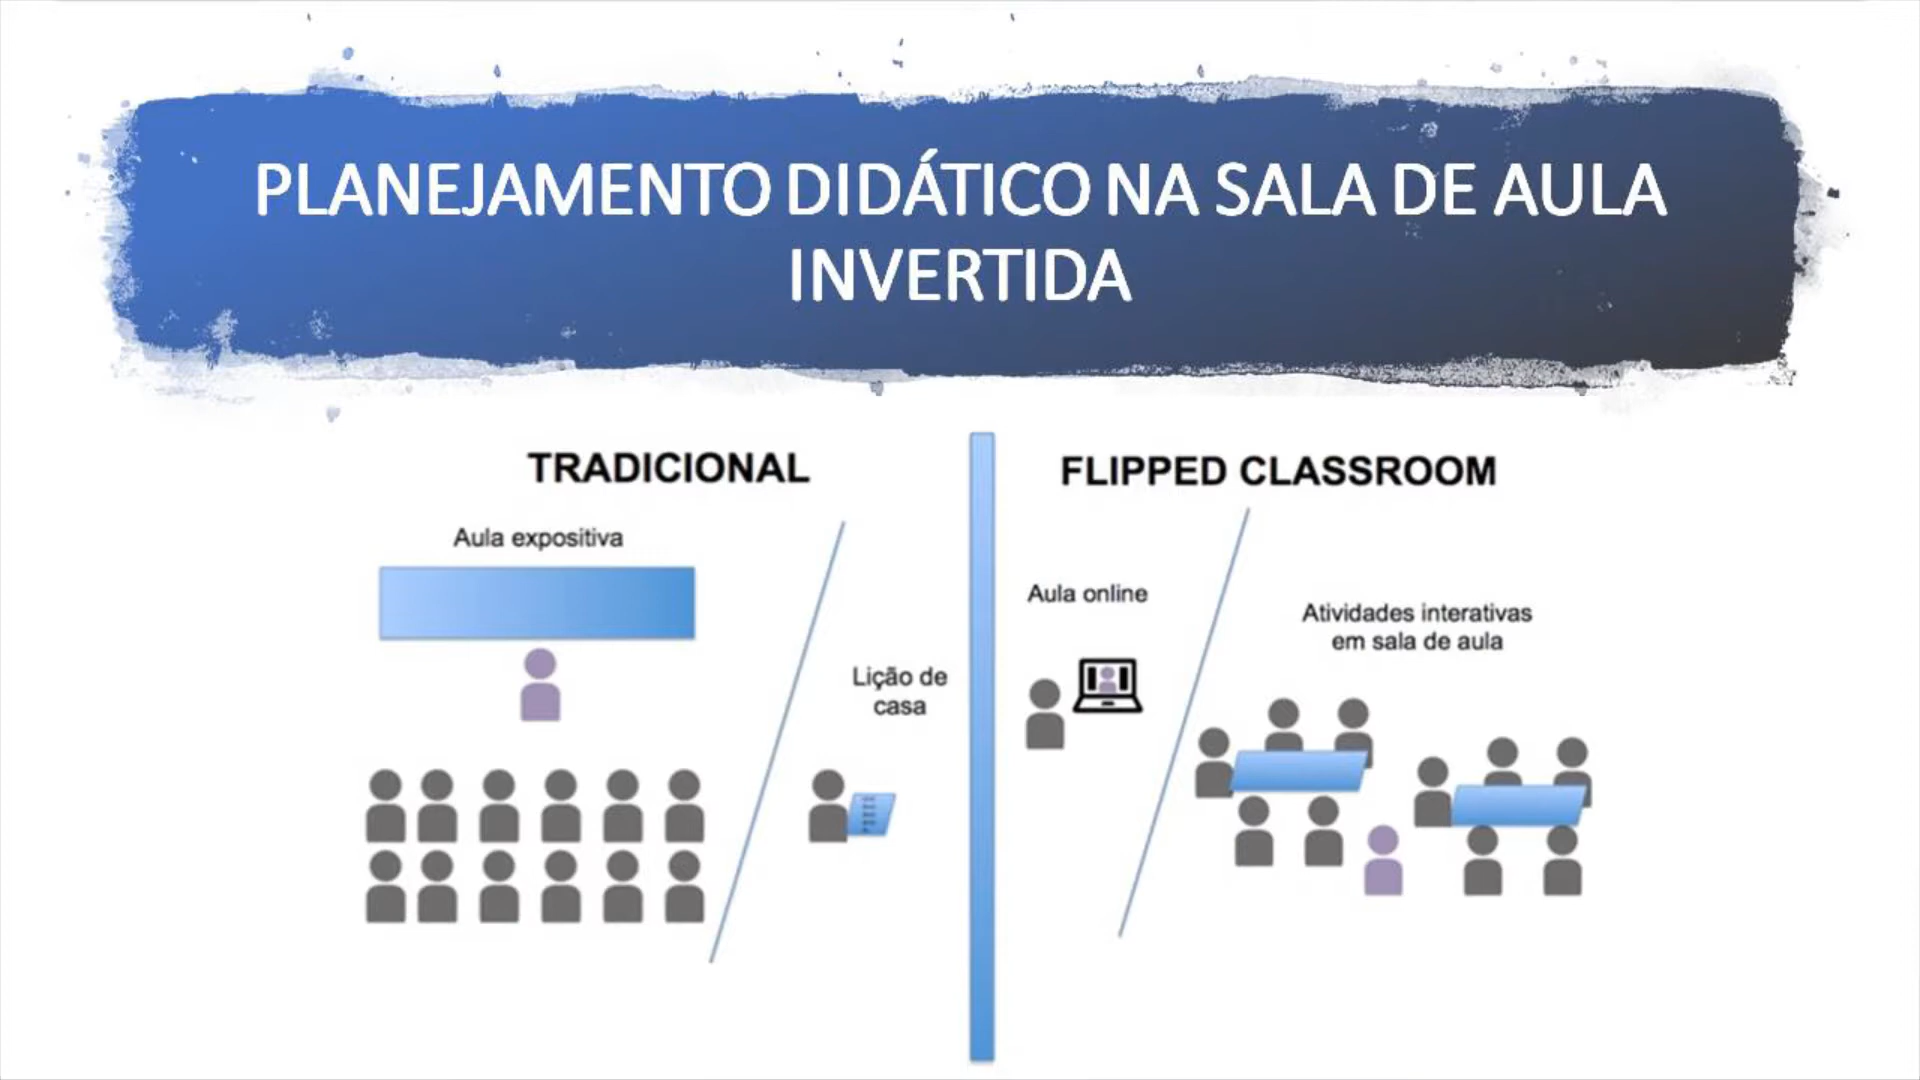 PLANEJAMENTO DIDÁTICO NA SALA DE AULA
INVERTIDA
TRADICIONAL
Aula expositiva
Lição de
casa
FLIPPED CLASSROOM
Aula online
Atividades interativas
em sala de aula